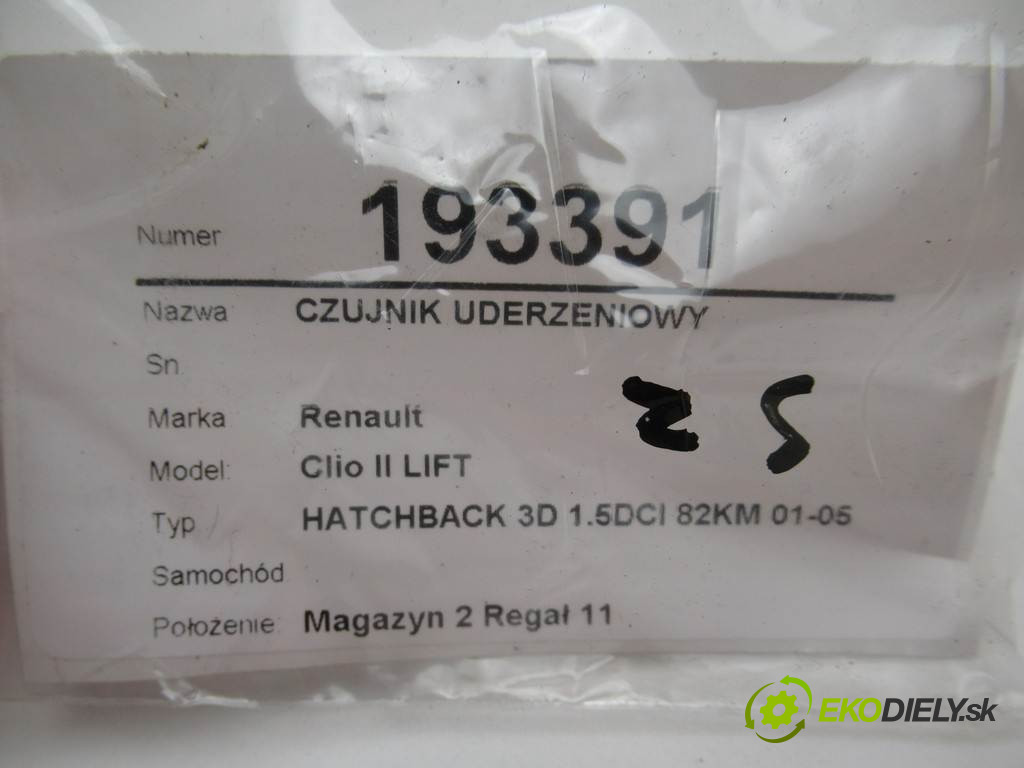 Numer 193391
Nazwa: CZUJNIK UDERZENIOWY
Sn
Marka Renault
Model: Clio II LIFT
Typ HATCHBACK 3D 1.5DCI 82KM 01-05
Samochód
Położenie: Magazyn 2 Regał 11
EKODIELY.sk